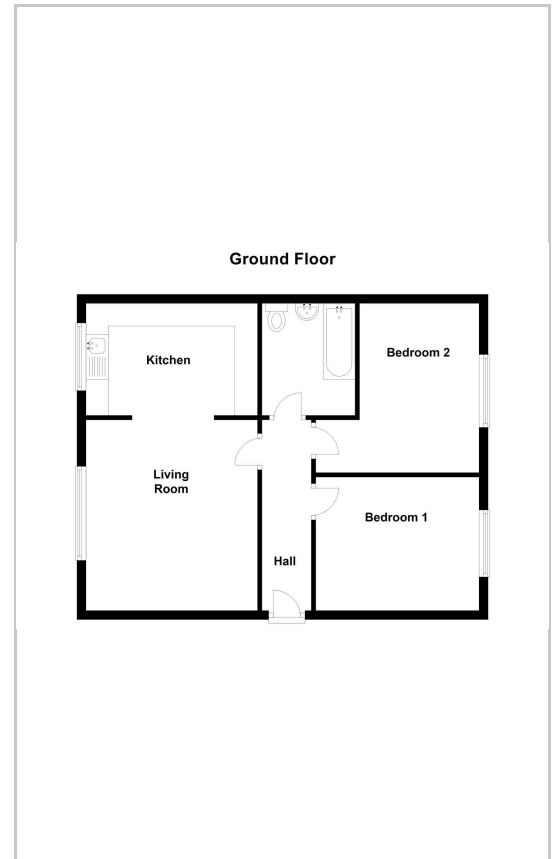 Ground Floor
Kitchen
Bedroom 2
Living
Room
Bedroom 1
Hall